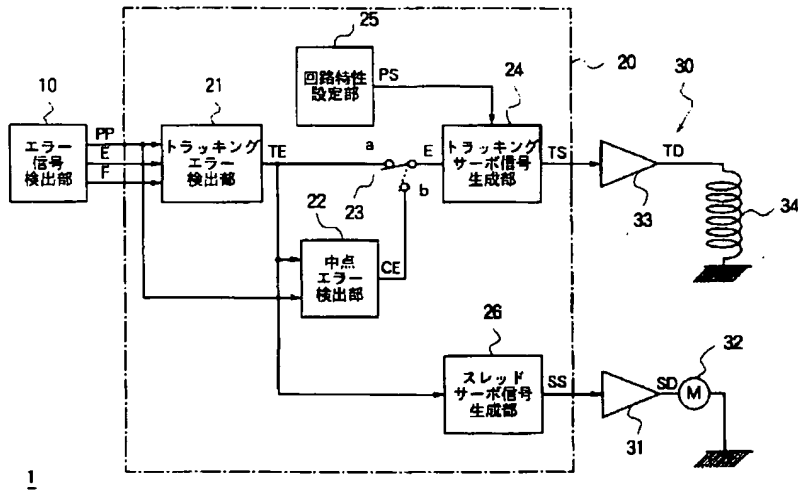 25
回路特性
設定部
PS
24
20
30
10
エラー
信号
検出部
PP
E
F
21
トラッキング
エラー
検出部
TE
a
23
b
E
トラッキング
サーボ信号
生成部
TS
33
TD
34
22
中点
エラー
検出部
CE
26
スレッド
サーボ信号
生成部
SS
31
SD
M
32
1